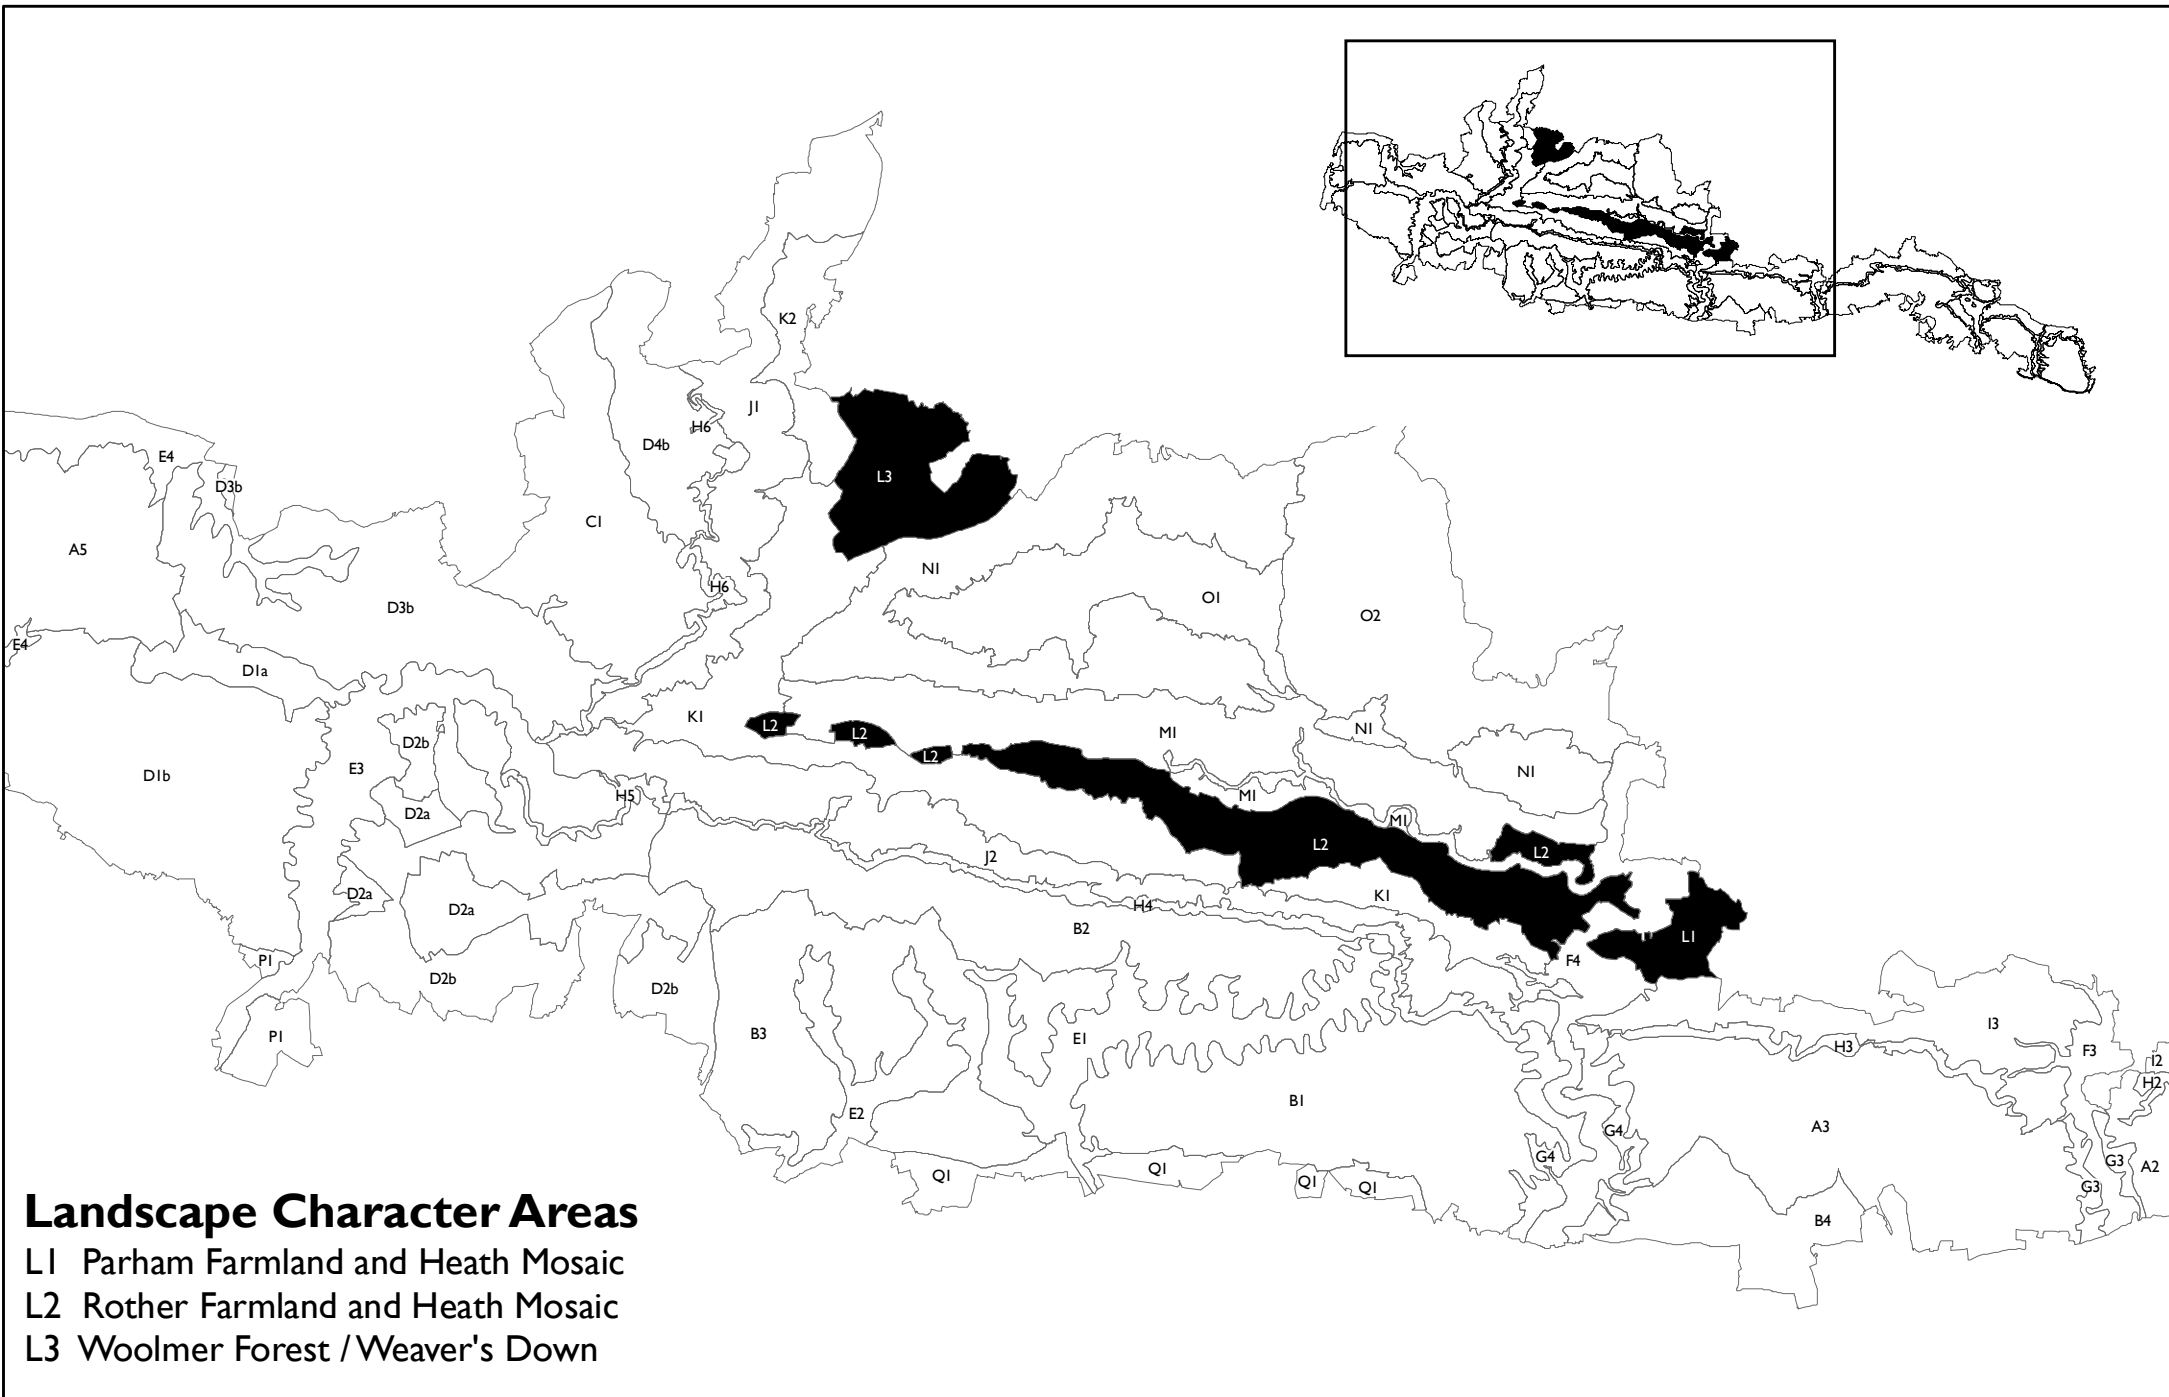 K2
J1
H6
D4b
E4
D3b
L3
C1
A5
N1
H6
O1
D3b
O2
E4
D1a
K1
L2
L2
L2
M1
N1
D2b
E3
D1b
N1
H5
M1
D2a
M1
L2
L2
J2
D2a
K1
H4
D2a
B2
L1
P1
F4
D2b
D2b
I3
P1
B3
E1
H3
F3
I2
H2
B1
E2
A3
G4
G4
G3
A2
Q1
Q1
Q1
Q1
G3
B4
Landscape Character Areas
L1 Parham Farmland and Heath Mosaic
L2 Rother Farmland and Heath Mosaic
L3 Woolmer Forest / Weaver's Down